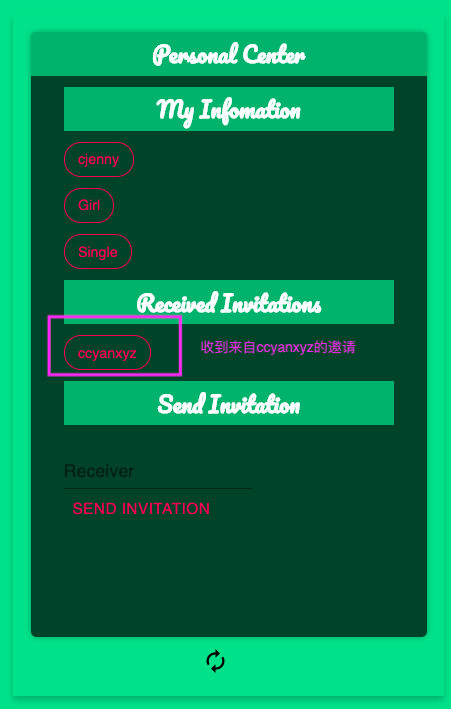 Personal Center
My Infomation
cjenny
Girl
Single
Received Invitations
ccyanxyz 收到来自ccyanxyz的邀请
Send Invitation
Receiver
SEND INVITATION